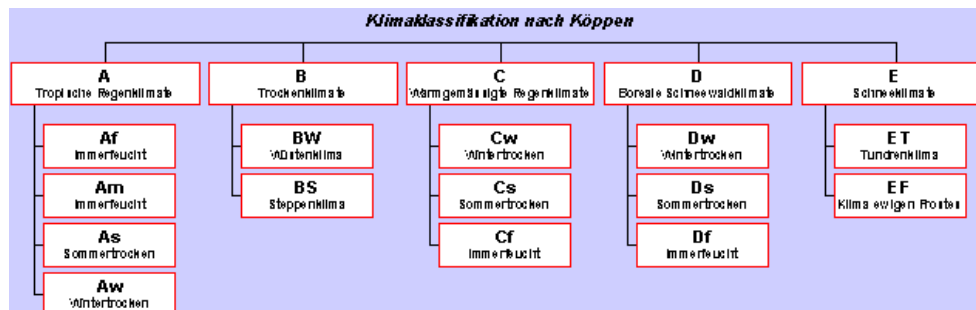 Klimaklassifikation nach Köppen
A
Tropische Regenklimate
B
Trockenklimate
C
Warmgemäßigte Regenklimate
D
Boreale Schneewaldklimate
E
Schneeklimate
Af
Immerfeucht
Am
Immerfeucht
As
Sommertrocken
Aw
Wintertrocken
BW
Wüstenklima
BS
Steppenklima
Cw
Wintertrocken
Cs
Sommertrocken
Cf
Immerfeucht
Dw
Wintertrocken
Ds
Sommertrocken
Df
Immerfeucht
ET
Tundrenklima
EF
Klima ewigen Frostes